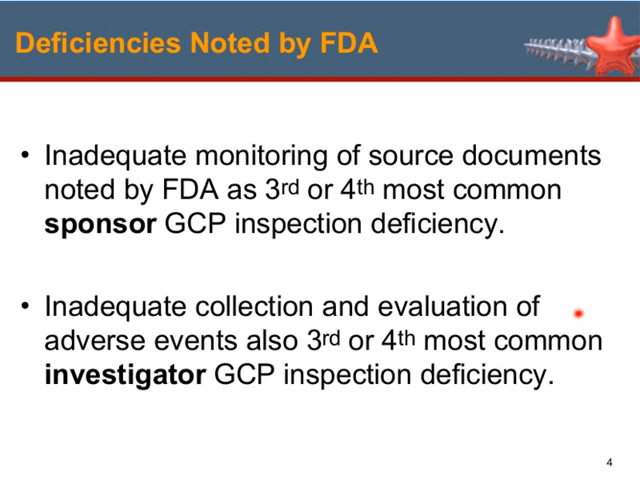 Deficiencies Noted by FDA
• Inadequate monitoring of source documents
noted by FDA as 3rd or 4th most common
sponsor GCP inspection deficiency.
• Inadequate collection and evaluation of
adverse events also 3rd or 4th most common
investigator GCP inspection deficiency.
4